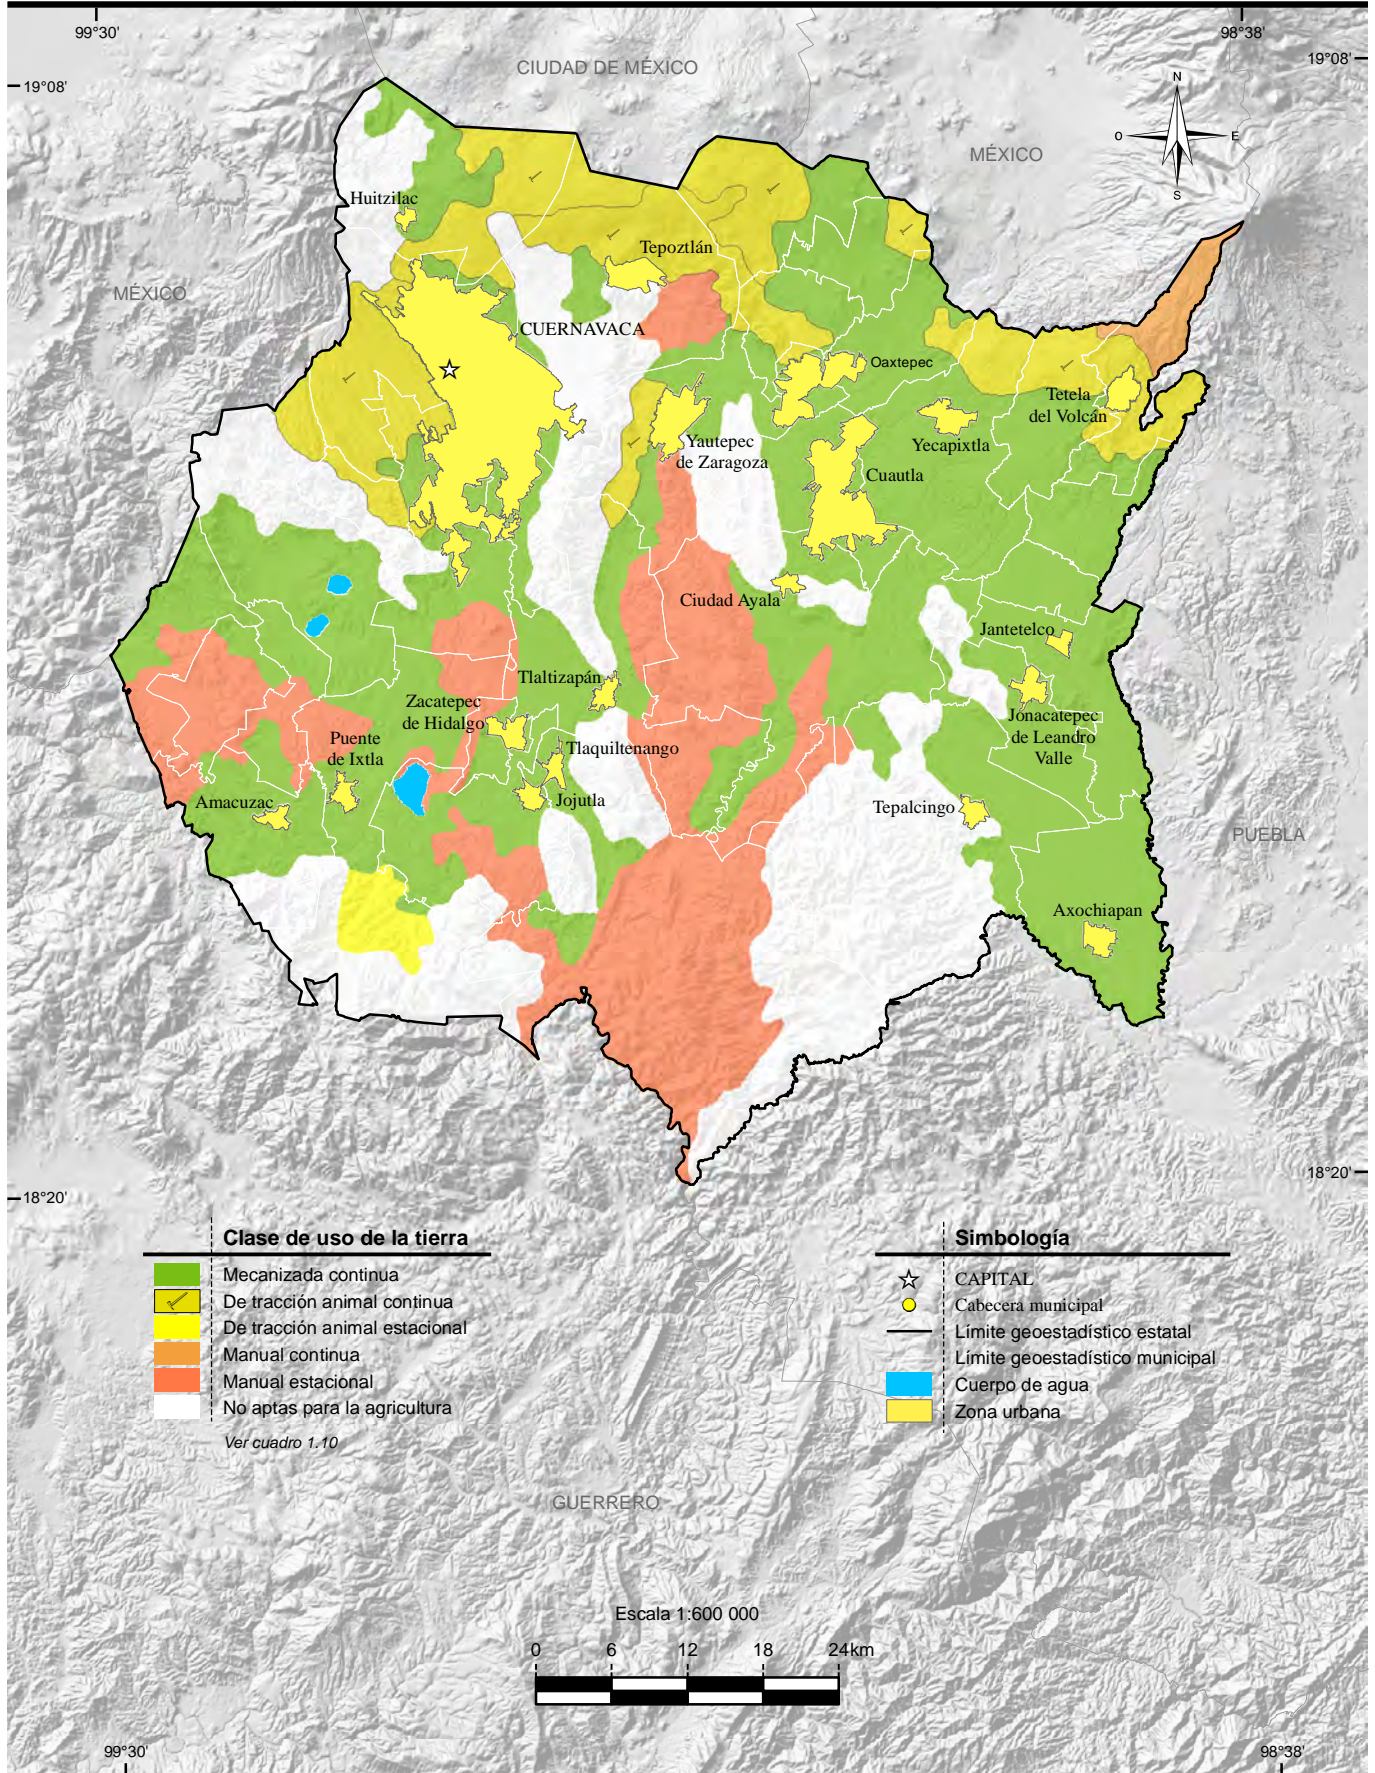 99°30'
98°38'
19°08'
19°08'
CIUDAD DE MÉXICO
MÉXICO
N
O
E
S
MÉXICO
Huitzilac
Tepoztlán
CUERNAVACA
Oaxtepec
Tetela
del Volcán
Yecapixtla
Yautepec
de Zaragoza
Cuautla
Ciudad Ayala
Jantetelco
Tlaltizapán
Zacatepec
de Hidalgo
Jonacatepec
de Leandro
Valle
Puente
de Ixtla
Tlaquiltenango
Amacuzac
Jojutla
Tepalcingo
PUEBLA
Axochiapan
18°20'
18°20'
Clase de uso de la tierra
Mecanizada continua
De tracción animal continua
De tracción animal estacional
Manual continua
Manual estacional
No aptas para la agricultura
Ver cuadro 1.10
Simbología
CAPITAL
Cabecera municipal
Límite geoestadístico estatal
Límite geoestadístico municipal
Cuerpo de agua
Zona urbana
GUERRERO
Escala 1:600 000
0 6 12 18 24km
99°30'
98°38'